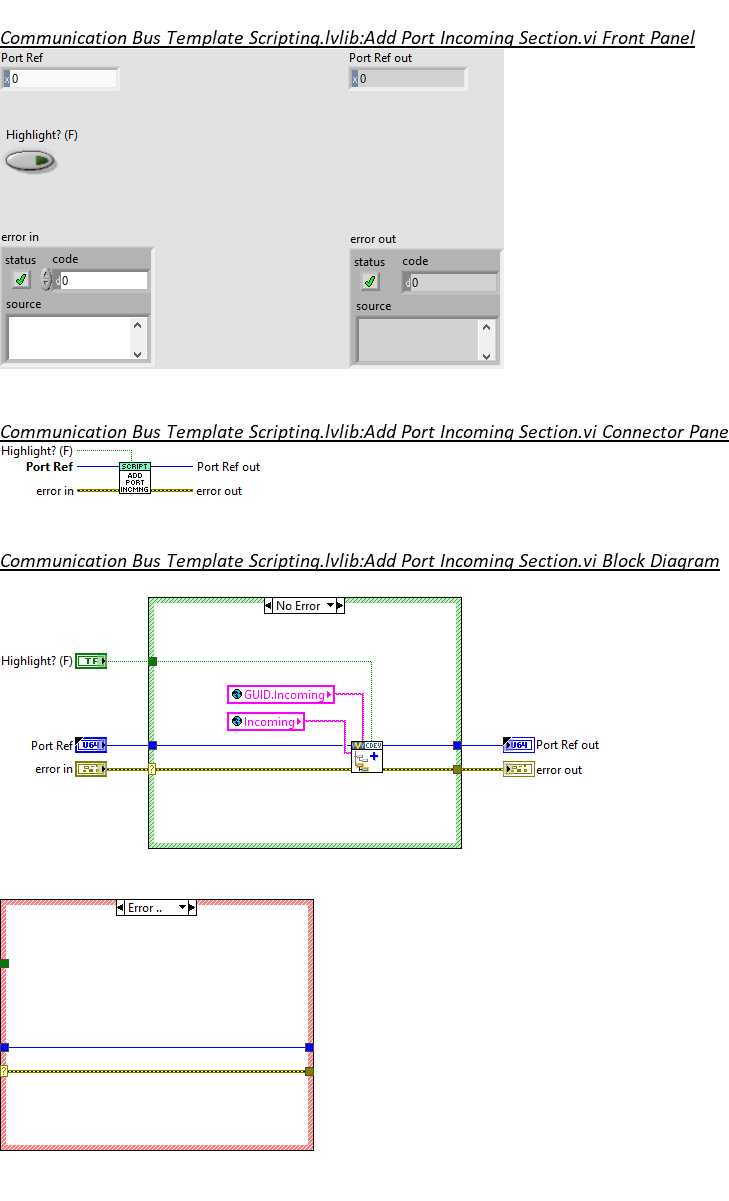 Communication Bus Template Scripting.lvlib:Add Port Incoming Section.vi Front Panel
Port Ref
Port Ref out
x 0
x 0
Highlight? (F)
error in
error out
status code
status code
d 0
d 0
source
source
Communication Bus Template Scripting.lvlib:Add Port Incoming Section.vi Connector Pane
Highlight? (F)
Port Ref
SCRIPT
ADD
PORT
INCMNG
Port Ref out
error in
error out
Communication Bus Template Scripting.lvlib:Add Port Incoming Section.vi Block Diagram
No Error
Highlight? (F)
TF
GUID.Incoming
Incoming
Port Ref
U64
CDEV
U64
Port Ref out
error in
?
error out
Error ..
?